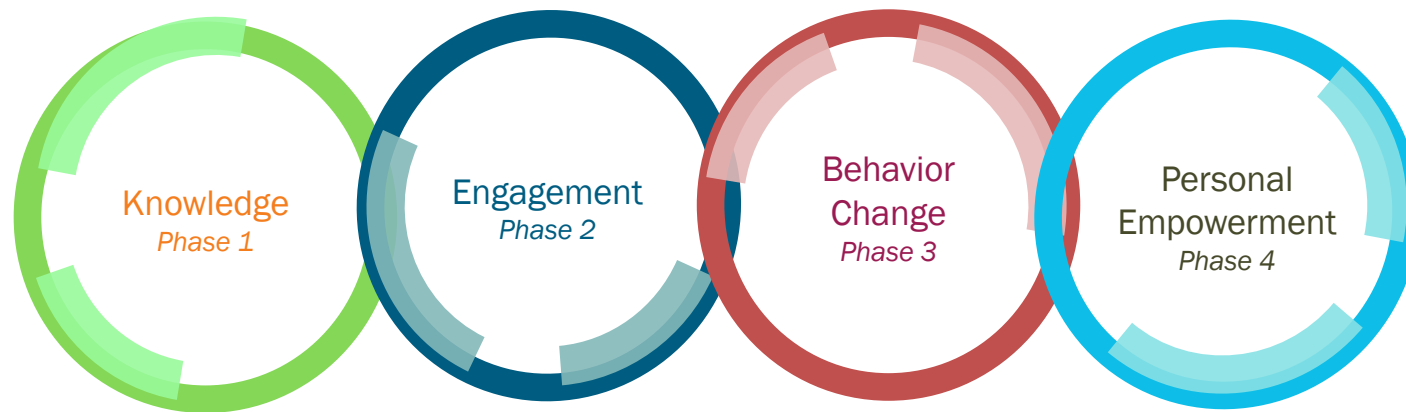 Knowledge
Phase 1
Engagement
Phase 2
Behavior
Change
Phase 3
Personal
Empowerment
Phase 4